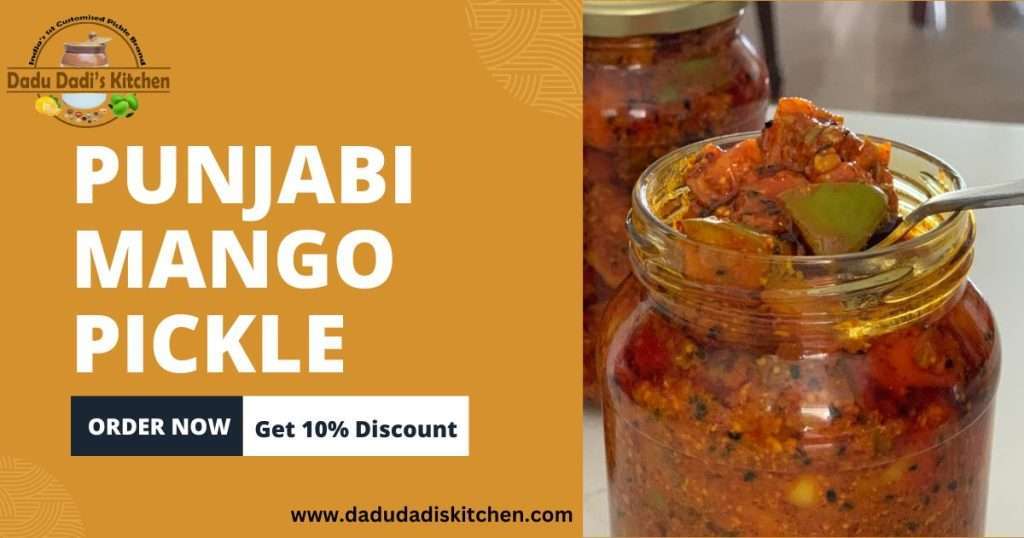 India's 1st Customised Pickle Brand
Dadu Dadi's Kitchen
PUNJABI
MANGO
PICKLE
ORDER NOW
Get 10% Discount
www.dadudadiskitchen.com